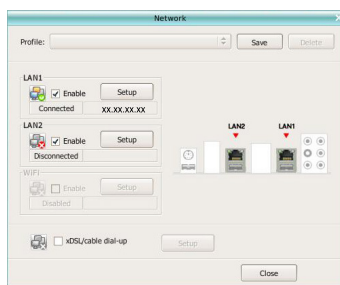 Network
Profile: Save Delete
LAN1
Enable Setup
Connected XX.XX.XX.XX
LAN2
Enable Setup
Disconnected
WIFI
Enable Setup
Disabled
LAN2 LAN1
xDSL/cable dial-up Setup
Close